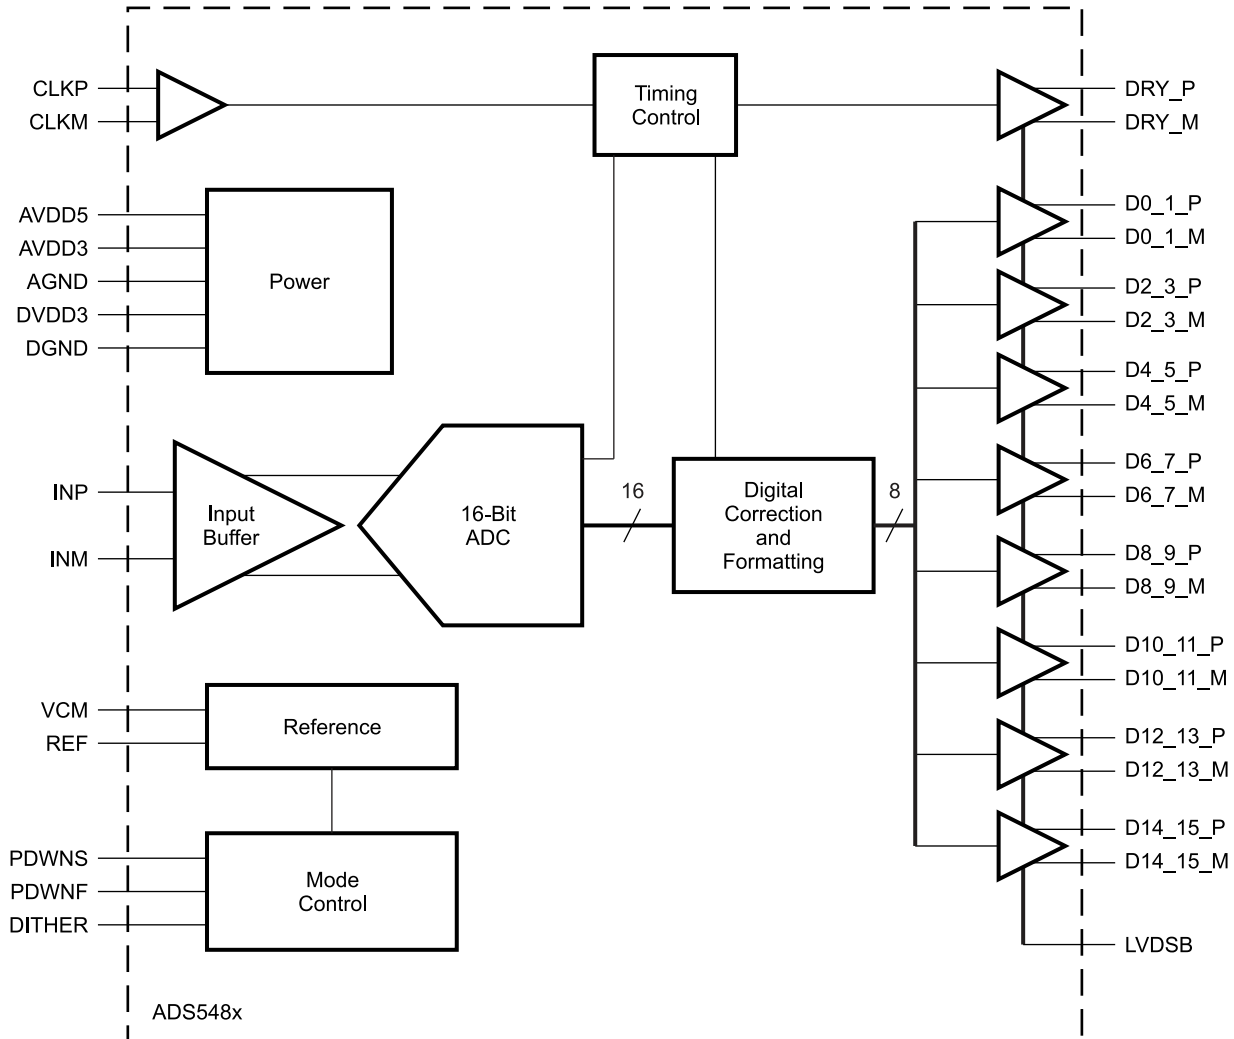 CLKP
CLKM
Timing
Control
DRY_P
DRY_M
AVDD5
AVDD3
AGND
DVDD3
DGND
Power
D0_1_P
D0_1_M
D2_3_P
D2_3_M
D4_5_P
D4_5_M
INP
INM
Input
Buffer
16-Bit
ADC
16
Digital
Correction
and
Formatting
8
D6_7_P
D6_7_M
D8_9_P
D8_9_M
D10_11_P
D10_11_M
VCM
REF
Reference
D12_13_P
D12_13_M
D14_15_P
D14_15_M
PDWNS
PDWNF
DITHER
Mode
Control
LVDSB
ADS548x